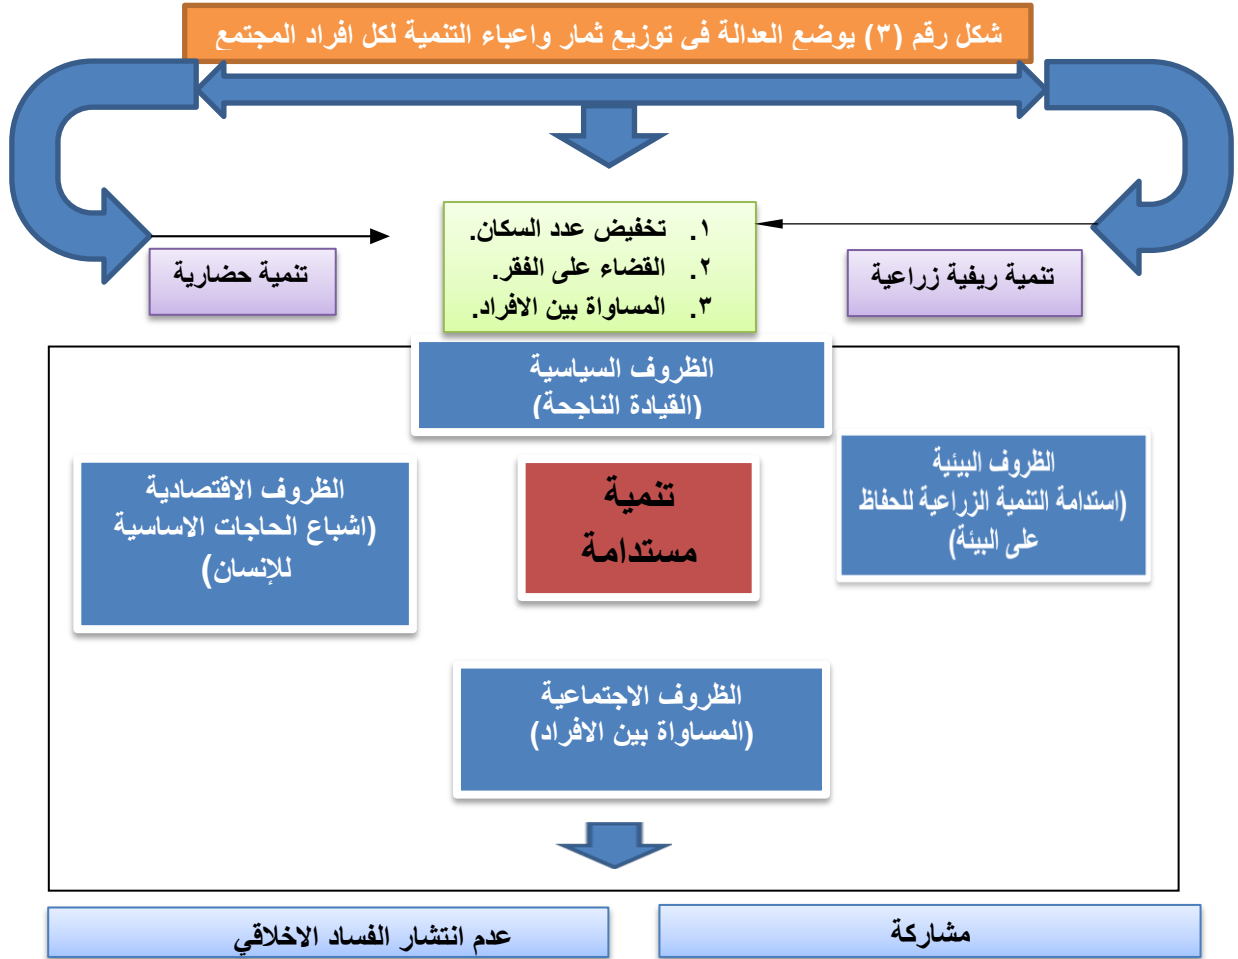 شكل رقم (٣) يوضع العدالة فى توزيع ثمار واعباء التنمية لكل افراد المجتمع
١. تخفيض عدد السكان.
٢. القضاء على الفقر.
٣. المساواة بين الافراد.
تنمية ريفية زراعية
تنمية حضارية
الظروف السياسية
(القيادة الناجحة)
الظروف البيئية
(استدامة التنمية الزراعية للحفاظ
على البيئة)
تنمية
مستدامة
الظروف الاقتصادية
(اشباع الحاجات الاساسية
للإنسان)
الظروف الاجتماعية
(المساواة بين الافراد)
مشاركة
عدم انتشار الفساد الاخلاقي